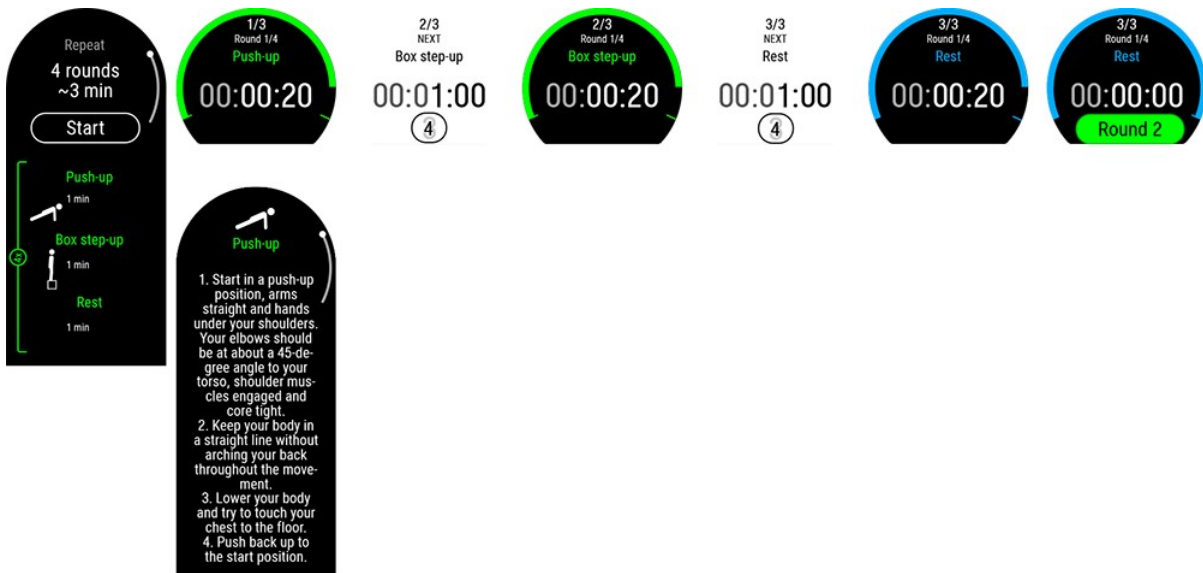 Repeat
4 rounds
~3 min
Start
Push-up
1 min
Box step-up
1 min
Rest
1 min
4x
1/3
Round 1/4
Push-up
00:00:20
2/3
NEXT
Box step-up
00:01:00
4
2/3
Round 1/4
Box step-up
00:00:20
3/3
NEXT
Rest
00:01:00
4
3/3
Round 1/4
Rest
00:00:20
3/3
Round 1/4
Rest
00:00:00
Round 2
Push-up
1. Start in a push-up
position, arms
straight and hands
under your shoulders.
Your elbows should
be at about a 45-de-
gree angle to your
torso, shoulder mus-
cles engaged and
core tight.
2. Keep your body in
a straight line without
arching your back
throughout the move-
ment.
3. Lower your body
and try to touch your
chest to the floor.
4. Push back up to
the start position.